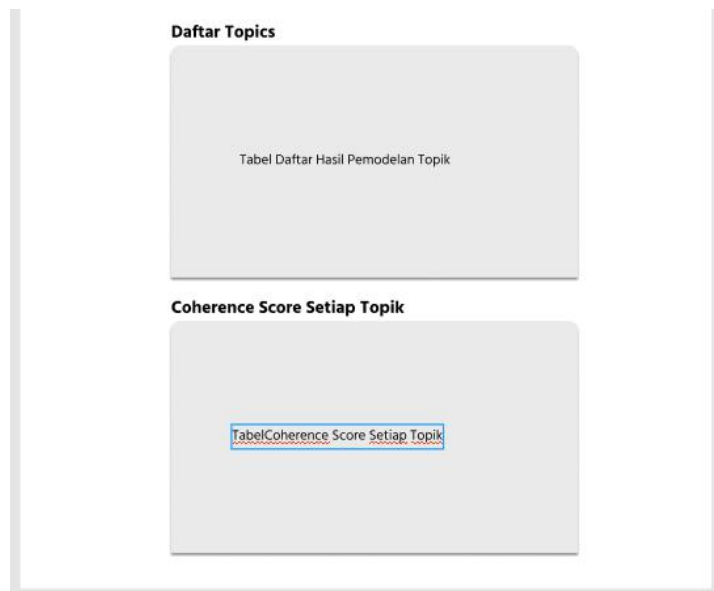 Daftar Topics
Tabel Daftar Hasil Pemodelan Topik
Coherence Score Setiap Topik
TabelCoherence Score Setiap Topik